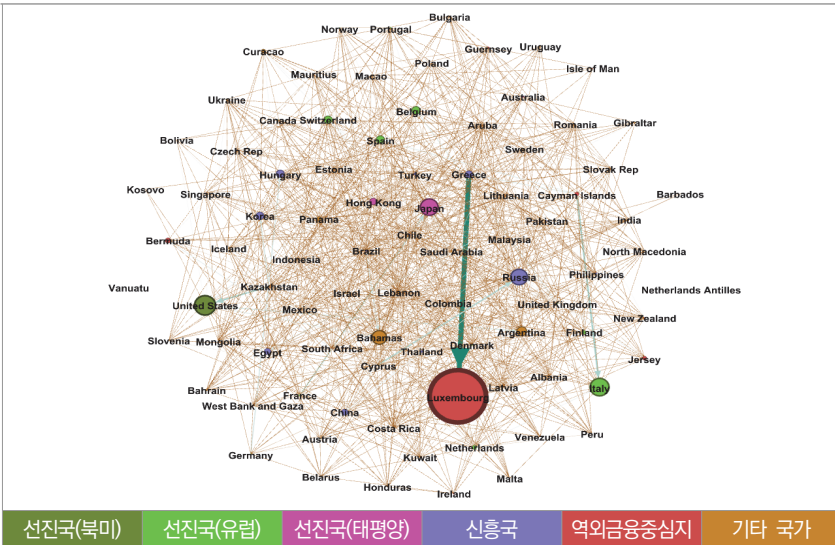 Bulgaria
Norway Portugal
Curacao Guernsey Uruguay
Poland
Mauritius Macao Isle of Man
Ukraine Australia
Belgium
Canada Switzerland Aruba Romania Gibraltar
Bolivia Spain
Czech Rep Sweden
Hungary Estonia Turkey Greece Slovak Rep
Kosovo Singapore Lithuania Cayman Islands Barbados
Hong Kong Japan
Korea Panama Pakistan India
Bermuda Chile Malaysia
Iceland Brazil Saudi Arabia North Macedonia
Indonesia
Russia Philippines
Vanuatu Kazakhstan Israel Lebanon Netherlands Antilles
United States Mexico Colombia United Kingdom
New Zealand
Slovenia Mongolia Bahamas Argentina Finland
Egypt South Africa Thailand Denmark
Jersey
Cyprus
Bahrain Albania
France Luxembourg Latvia Italy
West Bank and Gaza
China
Costa Rica
Austria Venezuela Peru
Germany Kuwait Netherlands
Belarus Malta
Honduras Ireland
선진국(북미) 선진국(유럽) 선진국(태평양) 신흥국 역외금융중심지 기타 국가